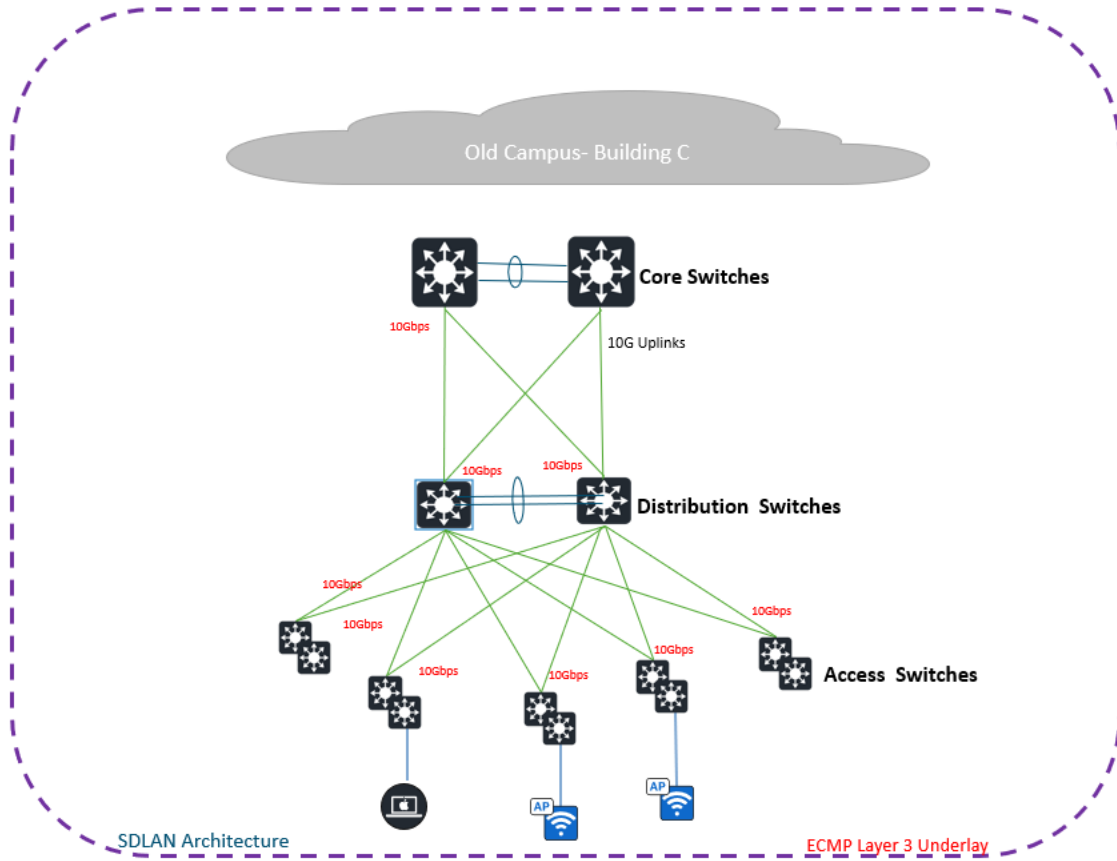 Old Campus- Building C
Core Switches
10Gbps
10G Uplinks
10Gbps
10Gbps
Distribution  Switches
10Gbps
10Gbps
10Gbps
10Gbps
10Gbps
10Gbps
Access  Switches
AP
AP
SDLAN Architecture
ECMP Layer 3 Underlay